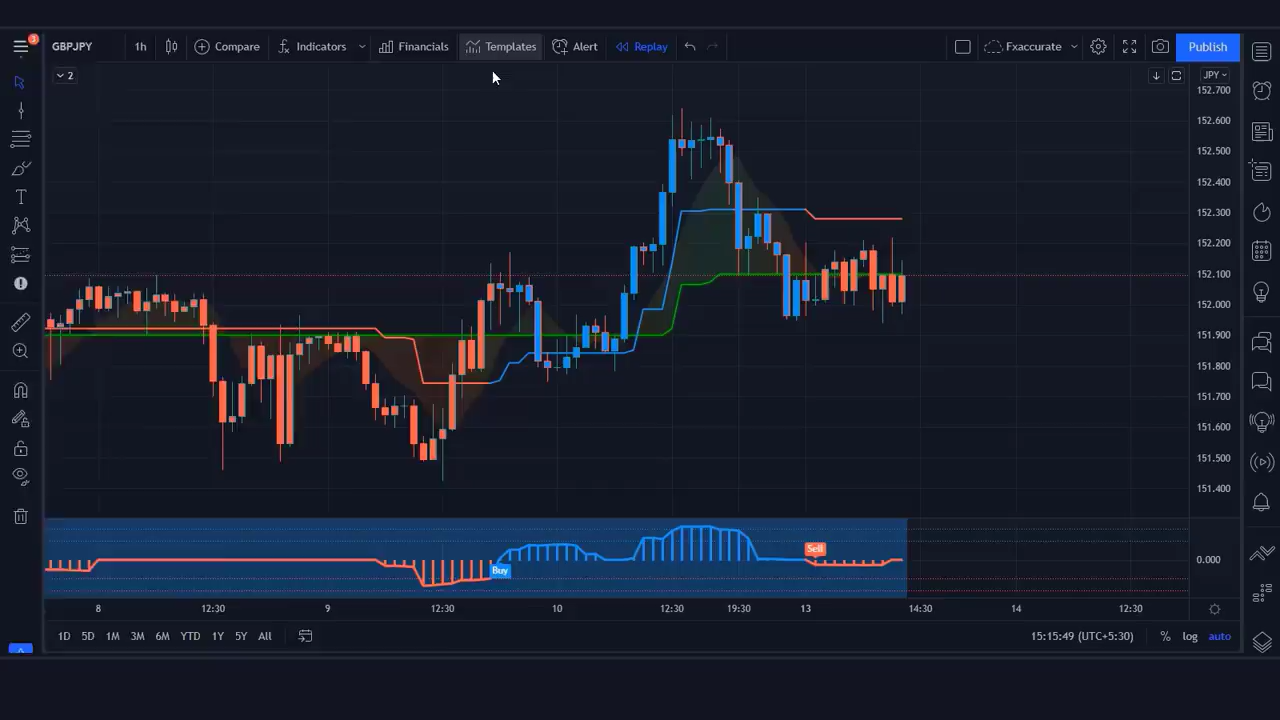 3
GBPJPY 1h Compare Indicators Financials Templates Alert Replay Fxaccurate Publish
2 JPY
152.700
152.600
152.500
152.400
152.300
152.200
152.100
152.000
151.900
151.800
151.700
151.600
151.500
151.400
Sell
0.000
Buy
8 12:30 9 12:30 10 12:30 19:30 13 14:30 14 12:30
1D 5D 1M 3M 6M YTD 1Y 5Y All 15:15:49 (UTC+5:30) % log auto